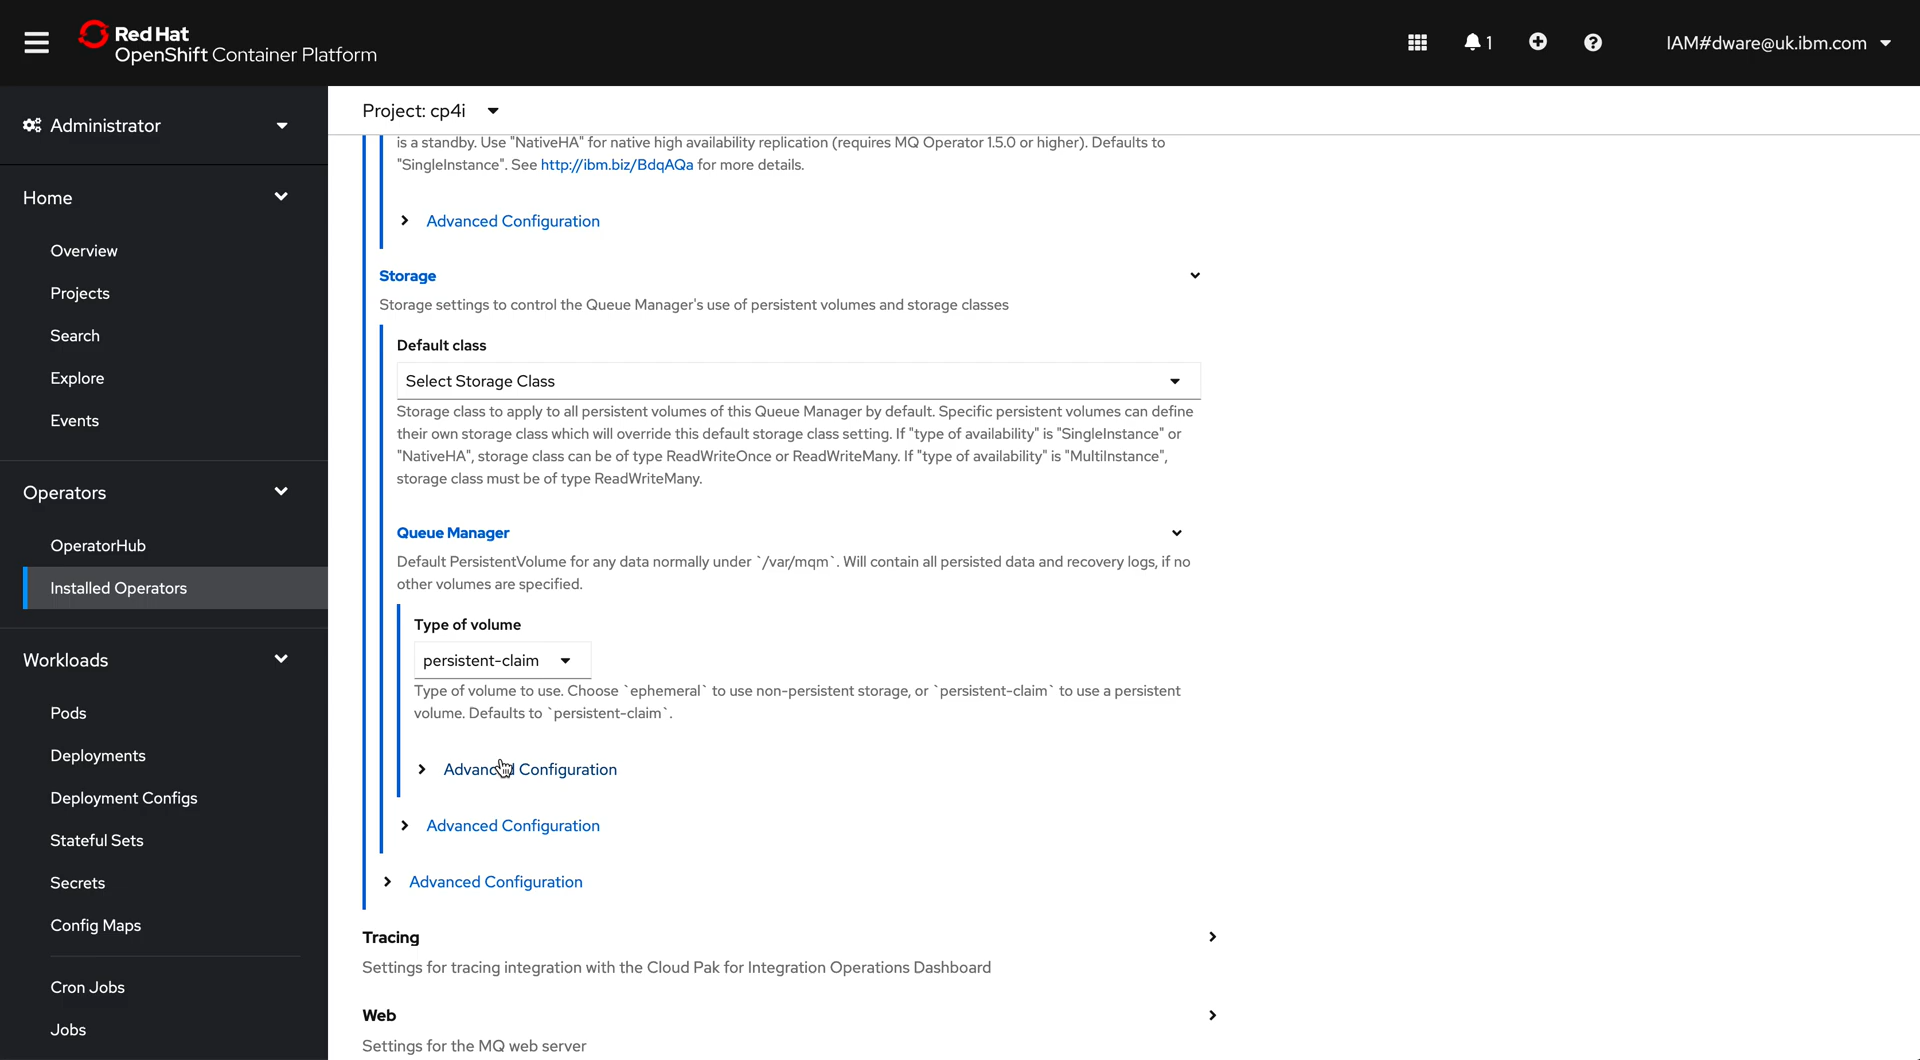 Red Hat
OpenShift Container Platform
1
IAM#dware@uk.ibm.com
Administrator
Home
Overview
Projects
Search
Explore
Events
Operators
OperatorHub
Installed Operators
Workloads
Pods
Deployments
Deployment Configs
Stateful Sets
Secrets
Config Maps
Cron Jobs
Jobs
Project: cp4i
is a standby. Use "NativeHA" for native high availability replication (requires MQ Operator 1.5.0 or higher). Defaults to
"SingleInstance". See http://ibm.biz/BdqAQa for more details.
Advanced Configuration
Storage
Storage settings to control the Queue Manager's use of persistent volumes and storage classes
Default class
Select Storage Class
Storage class to apply to all persistent volumes of this Queue Manager by default. Specific persistent volumes can define
their own storage class which will override this default storage class setting. If "type of availability" is "SingleInstance" or
"NativeHA", storage class can be of type ReadWriteOnce or ReadWriteMany. If "type of availability" is "MultiInstance",
storage class must be of type ReadWriteMany.
Queue Manager
Default PersistentVolume for any data normally under `/var/mqm`. Will contain all persisted data and recovery logs, if no
other volumes are specified.
Type of volume
persistent-claim
Type of volume to use. Choose `ephemeral` to use non-persistent storage, or `persistent-claim` to use a persistent
volume. Defaults to `persistent-claim`.
Advanced Configuration
Advanced Configuration
Advanced Configuration
Tracing
Settings for tracing integration with the Cloud Pak for Integration Operations Dashboard
Web
Settings for the MQ web server